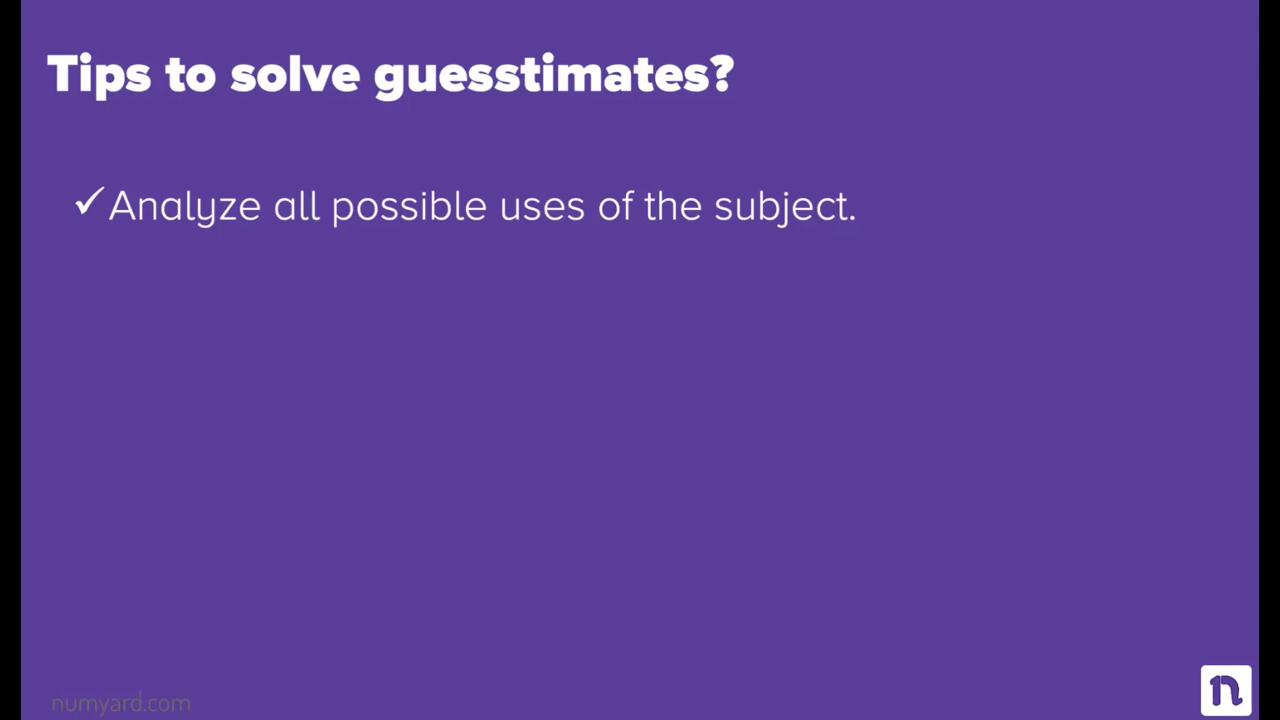 Tips to solve guesstimates?
✓Analyze all possible uses of the subject.
numyard.com
n